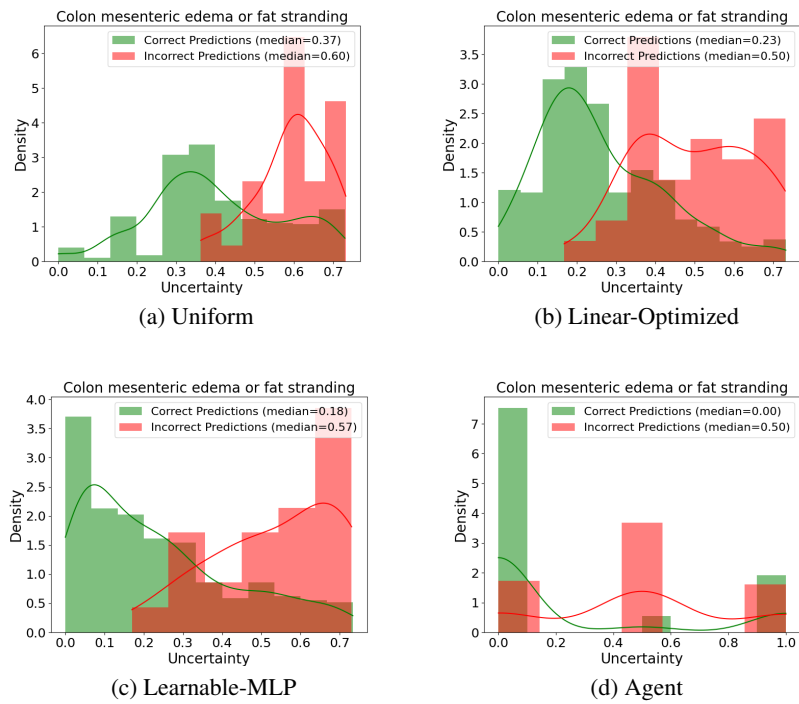 Colon mesenteric edema or fat stranding
Correct Predictions (median=0.37)
Incorrect Predictions (median=0.60)
Density
6
5
4
3
2
1
0
0.0 0.1 0.2 0.3 0.4 0.5 0.6 0.7
Uncertainty
(a) Uniform
Colon mesenteric edema or fat stranding
Correct Predictions (median=0.23)
Incorrect Predictions (median=0.50)
Density
3.5
3.0
2.5
2.0
1.5
1.0
0.5
0.0
0.0 0.1 0.2 0.3 0.4 0.5 0.6 0.7
Uncertainty
(b) Linear-Optimized
Colon mesenteric edema or fat stranding
Correct Predictions (median=0.18)
Incorrect Predictions (median=0.57)
Density
4.0
3.5
3.0
2.5
2.0
1.5
1.0
0.5
0.0
0.0 0.1 0.2 0.3 0.4 0.5 0.6 0.7
Uncertainty
(c) Learnable-MLP
Colon mesenteric edema or fat stranding
Correct Predictions (median=0.00)
Incorrect Predictions (median=0.50)
Density
7
6
5
4
3
2
1
0
0.0 0.2 0.4 0.6 0.8 1.0
Uncertainty
(d) Agent